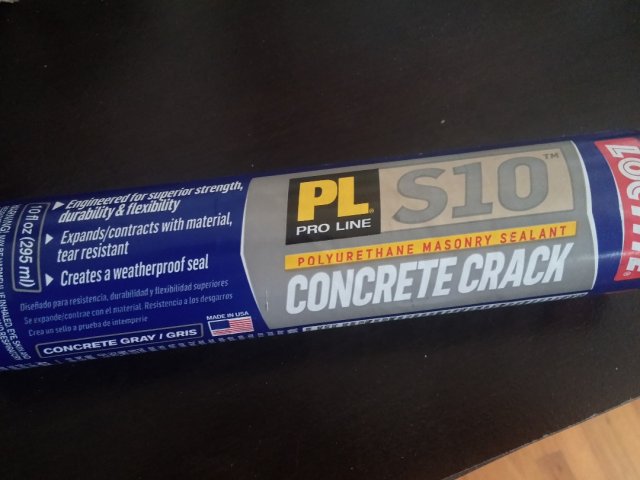 PL
PRO LINE
S10™
POLYURETHANE MASONRY SEALANT
CONCRETE CRACK
LOCTITE
▸ Engineered for superior strength,
durability & flexibility
▸ Expands/contracts with material,
tear resistant
▸ Creates a weatherproof seal
Diseñado para resistencia, durabilidad y flexibilidad superiores
Se expande/contrae con el material. Resistencia a los desgarros
Crea un sello a prueba de intemperie
CONCRETE GRAY / GRIS
MADE IN USA
10 fl oz (295 ml)